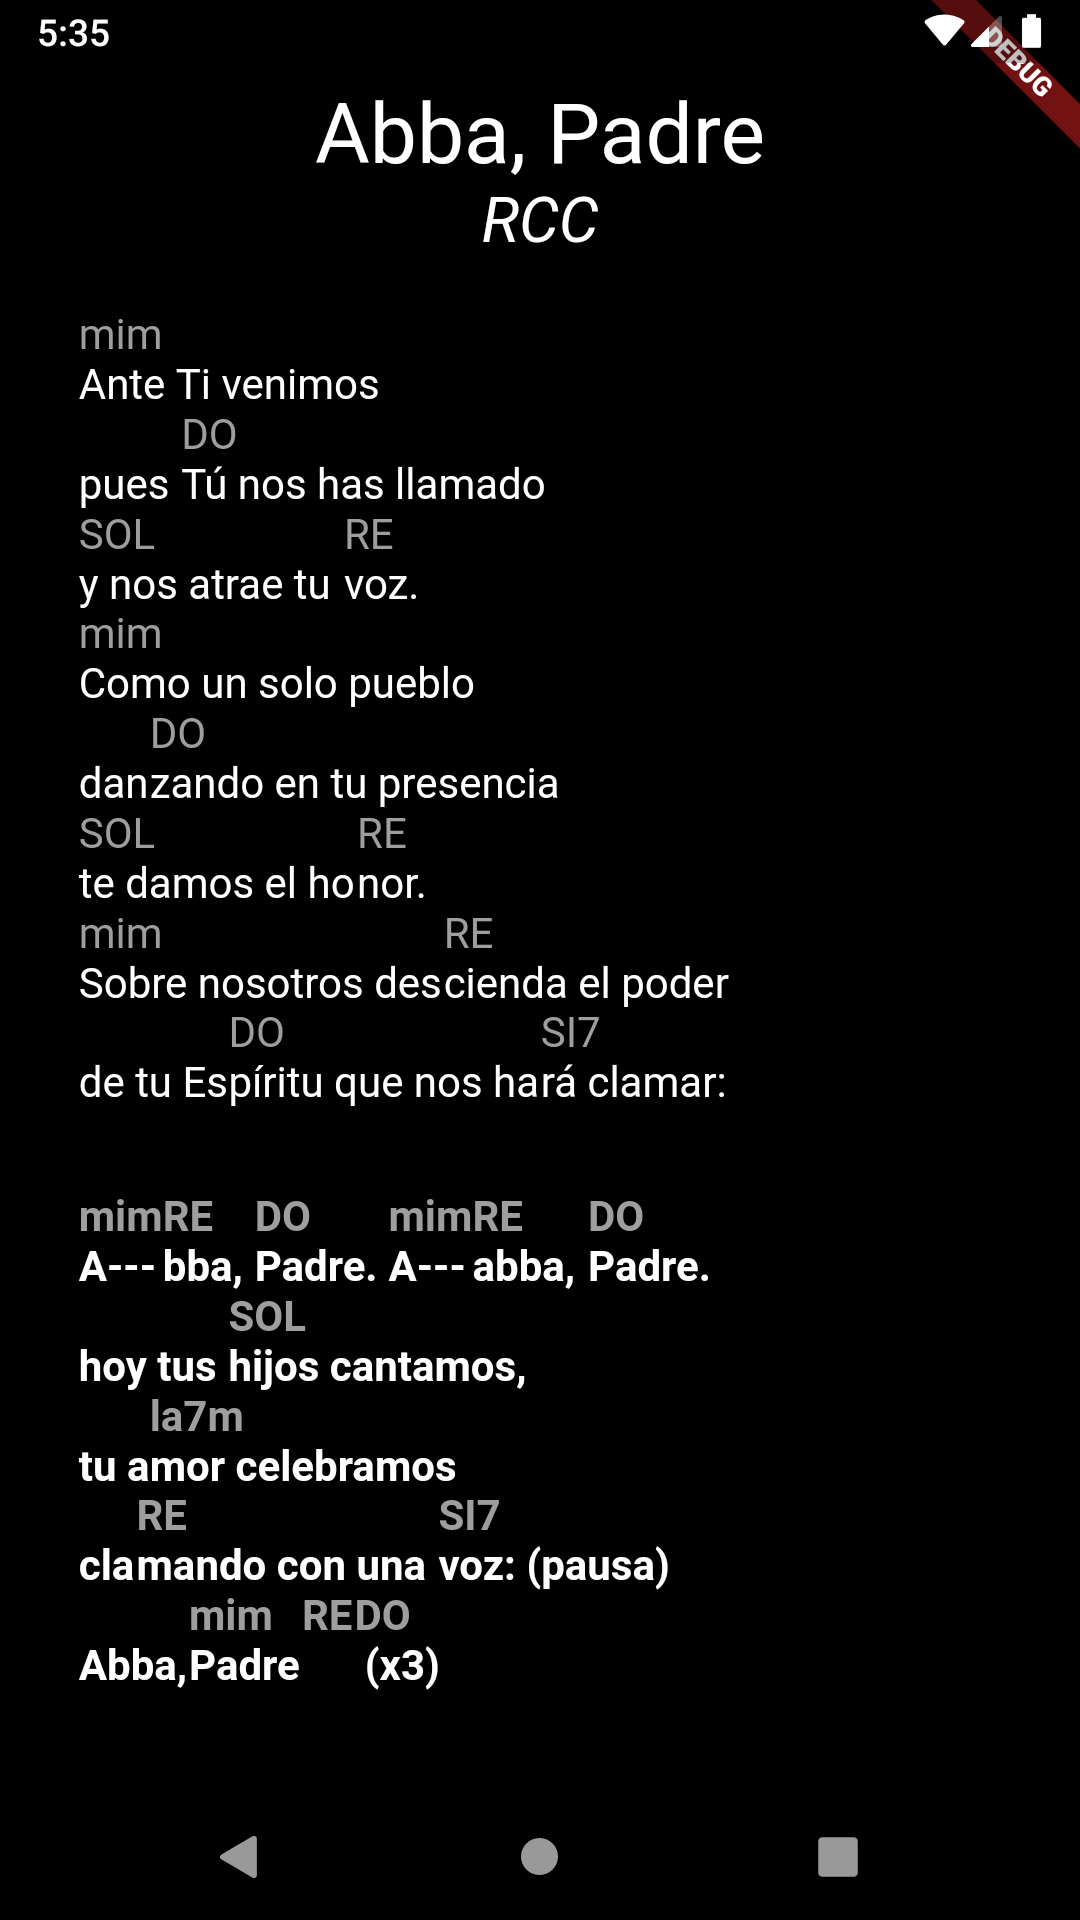 5:35
DEBUG
Abba, Padre
RCC
mim
Ante Ti venimos
DO
pues Tú nos has llamado
SOL RE
y nos atrae tu voz.
mim
Como un solo pueblo
DO
danzando en tu presencia
SOL RE
te damos el honor.
mim RE
Sobre nosotros descienda el poder
DO SI7
de tu Espíritu que nos hará clamar:
mimRE DO mimRE DO
A--- bba, Padre. A--- abba, Padre.
SOL
hoy tus hijos cantamos,
la7m
tu amor celebramos
RE SI7
clamando con una voz: (pausa)
mim REDO
Abba,Padre (x3)